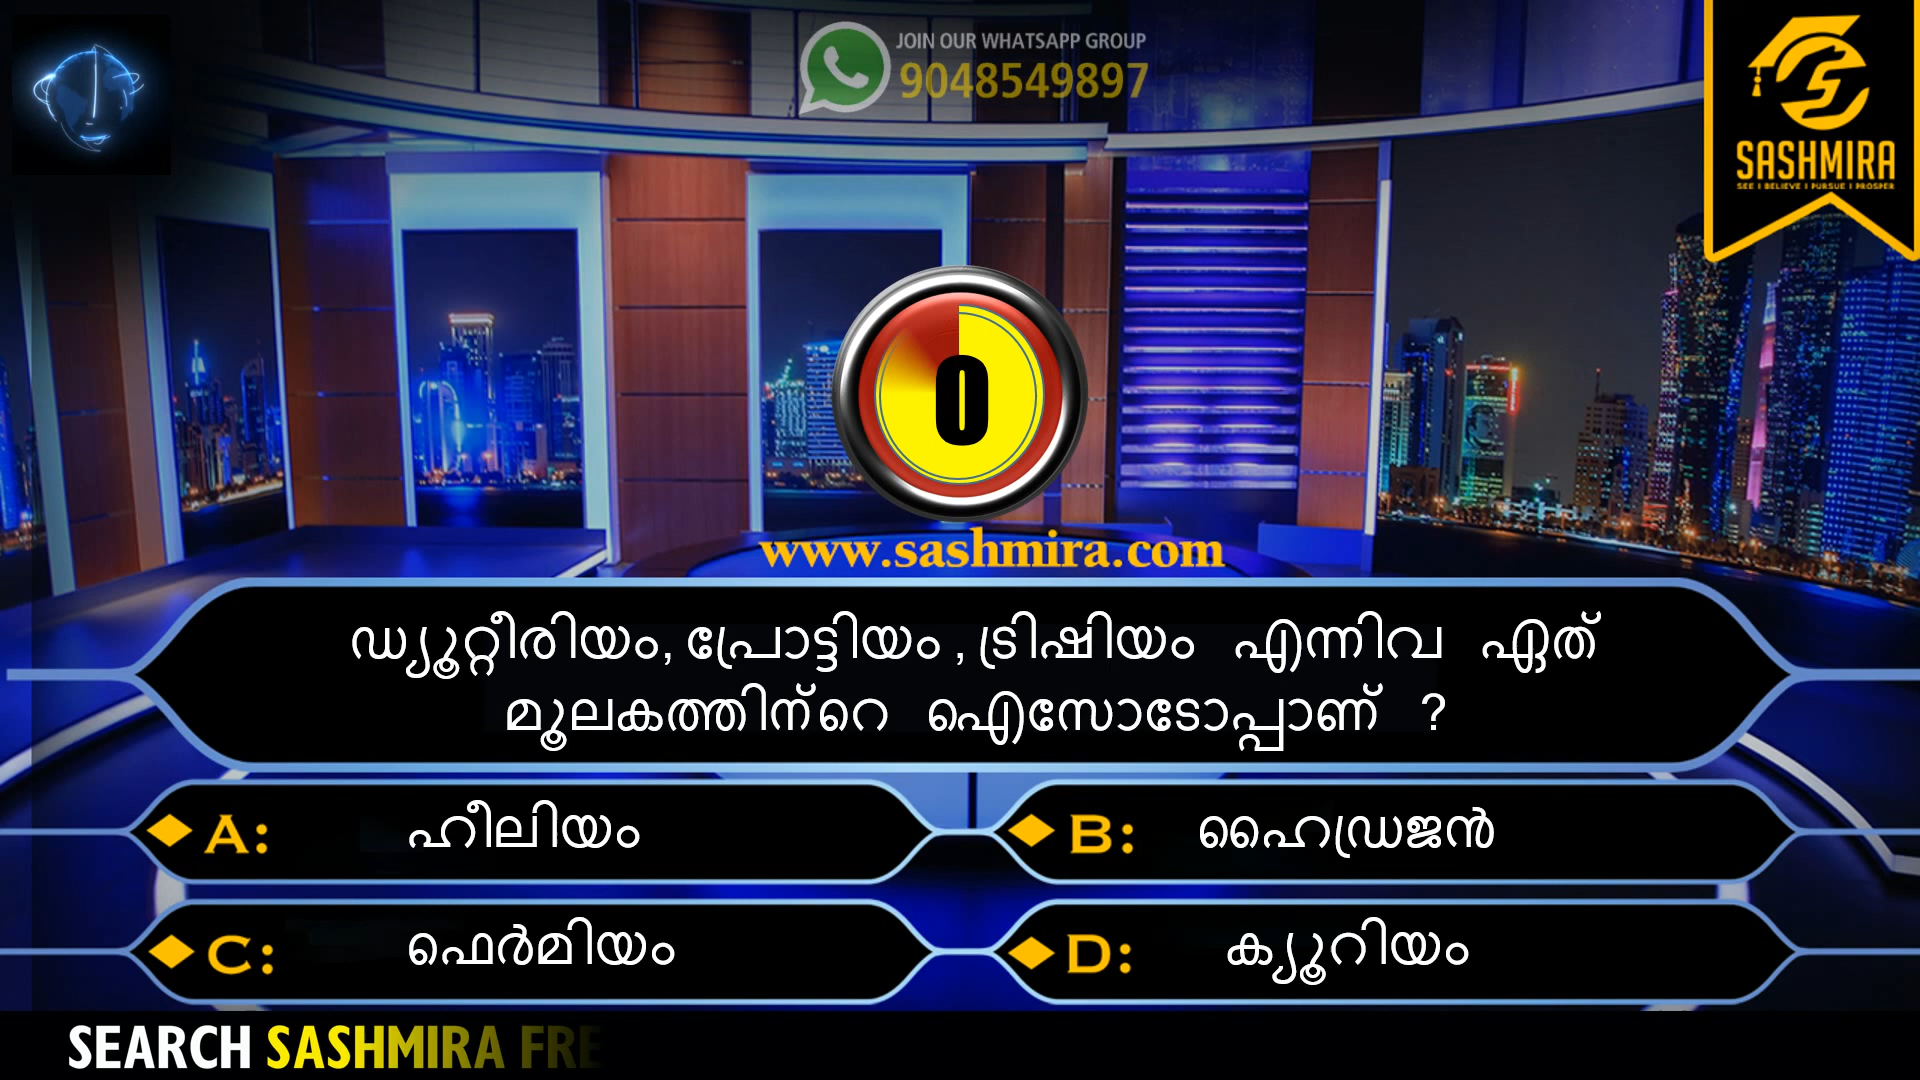 JOIN OUR WHATSAPP GROUP
9048549897
SASHMIRA
SEE I BELIEVE I PURSUE I PROSPER
0
www.sashmira.com
ഡ്യൂറ്റീരിയം, പ്രോട്ടിയം , ട്രിഷിയം എന്നിവ ഏത്
മൂലകത്തിന്റെ ഐസോടോപ്പാണ് ?
A: ഹീലിയം
B: ഹൈഡ്രജൻ
C: ഫെർമിയം
D: ക്യൂറിയം
SEARCH SASHMIRA FRE